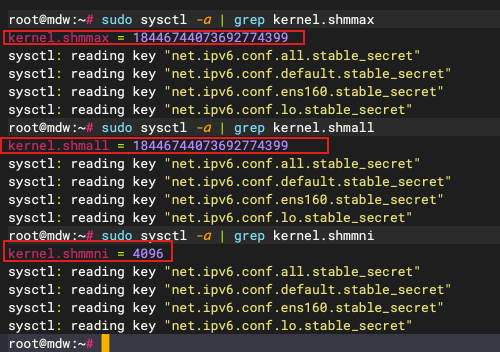 root@mdw:~# sudo sysctl -a | grep kernel.shmmax
kernel.shmmax = 18446744073692774399
sysctl: reading key "net.ipv6.conf.all.stable_secret"
sysctl: reading key "net.ipv6.conf.default.stable_secret"
sysctl: reading key "net.ipv6.conf.ens160.stable_secret"
sysctl: reading key "net.ipv6.conf.lo.stable_secret"
root@mdw:~# sudo sysctl -a | grep kernel.shmall
kernel.shmall = 18446744073692774399
sysctl: reading key "net.ipv6.conf.all.stable_secret"
sysctl: reading key "net.ipv6.conf.default.stable_secret"
sysctl: reading key "net.ipv6.conf.ens160.stable_secret"
sysctl: reading key "net.ipv6.conf.lo.stable_secret"
root@mdw:~# sudo sysctl -a | grep kernel.shmmni
kernel.shmmni = 4096
sysctl: reading key "net.ipv6.conf.all.stable_secret"
sysctl: reading key "net.ipv6.conf.default.stable_secret"
sysctl: reading key "net.ipv6.conf.ens160.stable_secret"
sysctl: reading key "net.ipv6.conf.lo.stable_secret"
root@mdw:~#